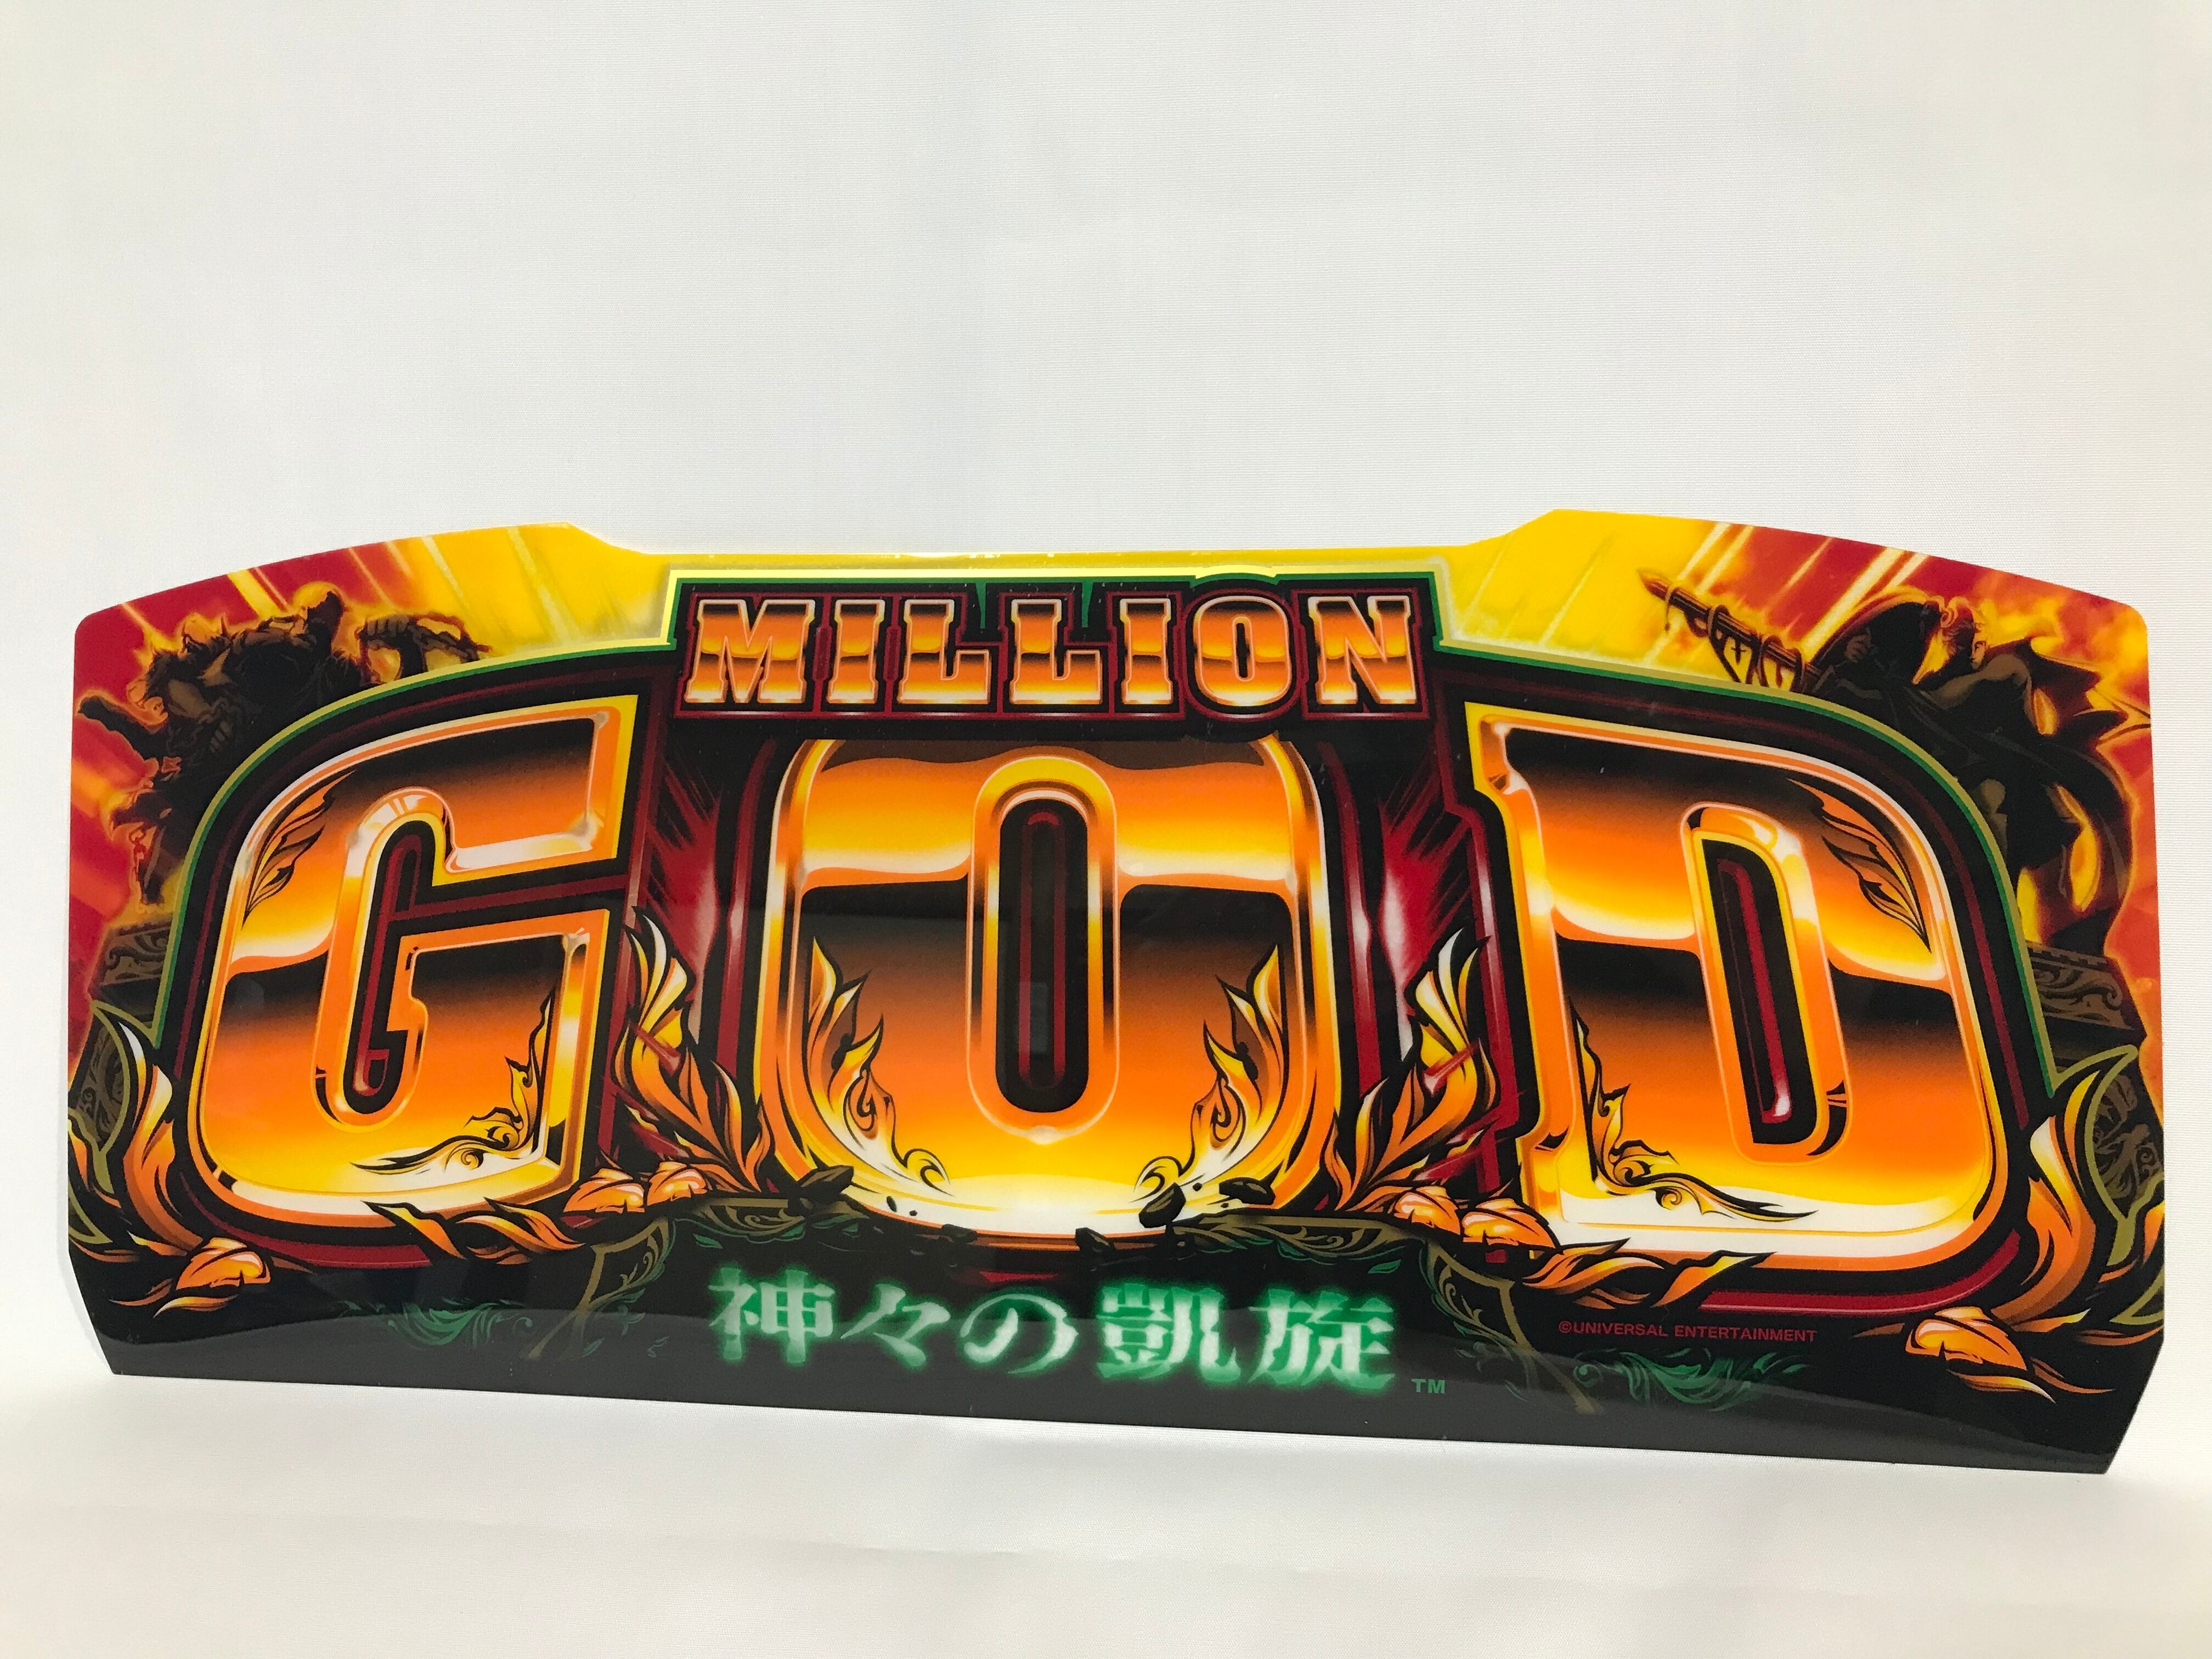 MILLION
GOD
神々の凱旋 TM
©UNIVERSAL ENTERTAINMENT